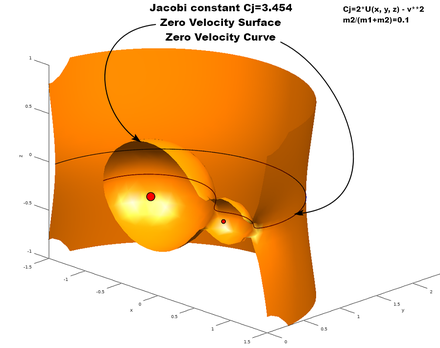 Jacobi constant Cj=3.454
Zero Velocity Surface
Zero Velocity Curve
Cj=2*U(x, y, z) - v**2
m2/(m1+m2)=0.1
1
0.5
0
-0.5
-1
z
-1.5
-1
-0.5
0
0.5
1
1.5
x
0
0.5
1
1.5
2
y